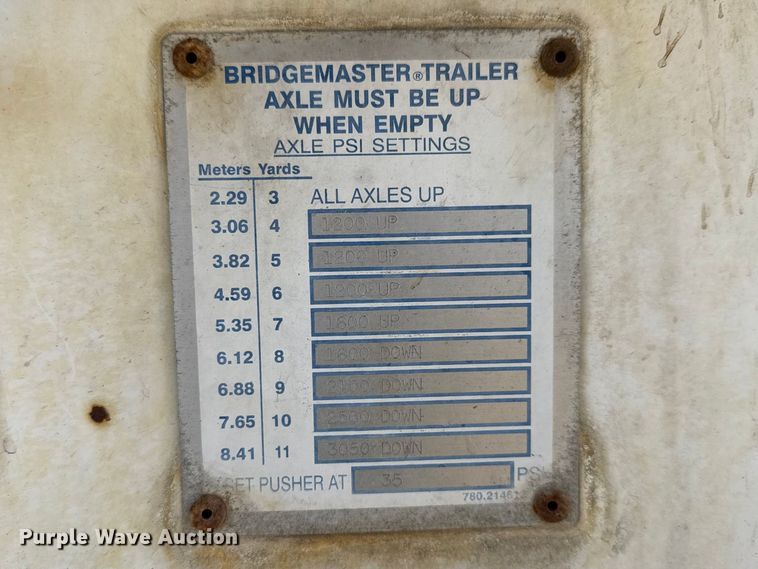 BRIDGEMASTER® TRAILER
AXLE MUST BE UP
WHEN EMPTY
AXLE PSI SETTINGS
Meters Yards
2.29 3 ALL AXLES UP
3.06 4 1200 UP
3.82 5 1200 UP
4.59 6 1200 UP
5.35 7 1600 UP
6.12 8 1600 DOWN
6.88 9 2100 DOWN
7.65 10 2500 DOWN
8.41 11 3050 DOWN
SET PUSHER AT 35 PSI
Purple Wave Auction